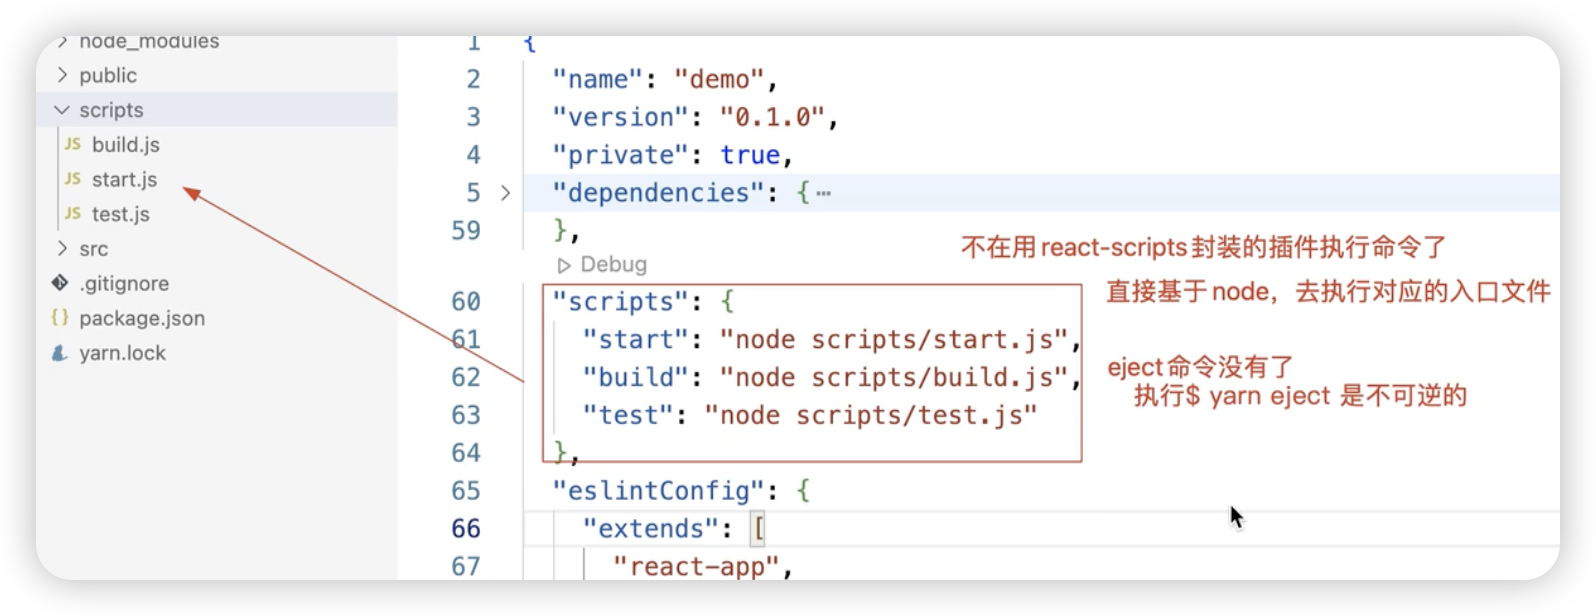 node_modules
public
scripts
JS build.js
JS start.js
JS test.js
src
.gitignore
{} package.json
yarn.lock
1 {
2 "name": "demo",
3 "version": "0.1.0",
4 "private": true,
5 "dependencies": {⋯
59 },
Debug
60 "scripts": {
61 "start": "node scripts/start.js",
62 "build": "node scripts/build.js",
63 "test": "node scripts/test.js"
64 },
65 "eslintConfig": {
66 "extends": [
67 "react-app",
不在用react-scripts封装的插件执行命令了
直接基于node，去执行对应的入口文件
eject命令没有了
执行$ yarn eject 是不可逆的